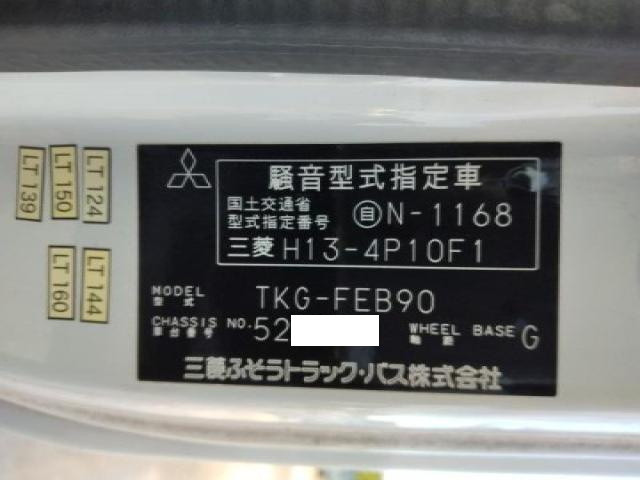 LT 139
LT 150
LT 124
LT 160
LT 144
騒音型式指定車
国土交通省
型式指定番号 自N-1168
三菱 H13-4P10F1
MODEL
型式 TKG-FEB90
CHASSIS NO. 52
車台番号
WHEEL BASE G
軸距
三菱ふそうトラック・バス株式会社